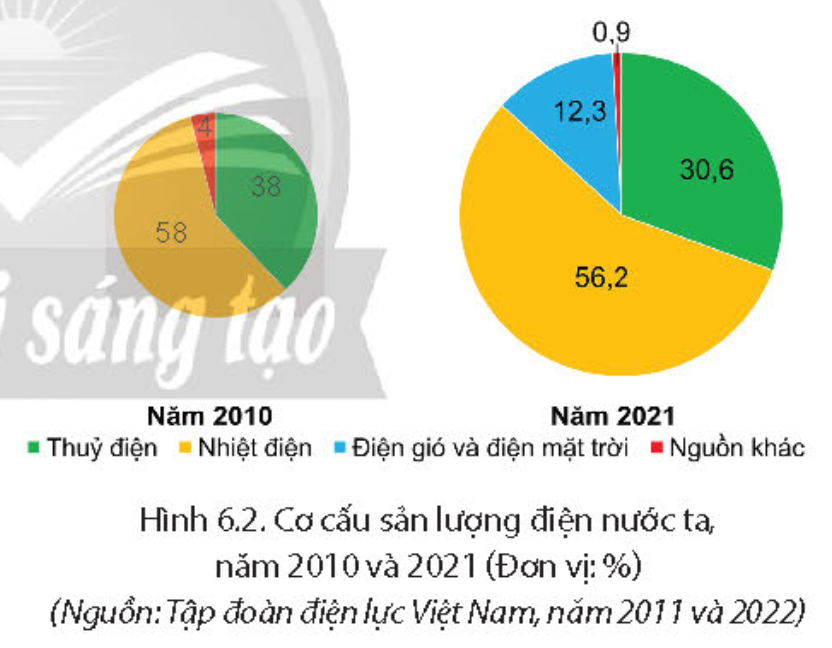 0,9
12,3
30,6
56,2
4
38
58
i sáng tạo
Năm 2010
Năm 2021
Thuỷ điện Nhiệt điện Điện gió và điện mặt trời Nguồn khác
Hình 6.2. Cơ cấu sản lượng điện nước ta,
năm 2010 và 2021 (Đơn vị: %)
(Nguồn: Tập đoàn điện lực Việt Nam, năm 2011 và 2022)